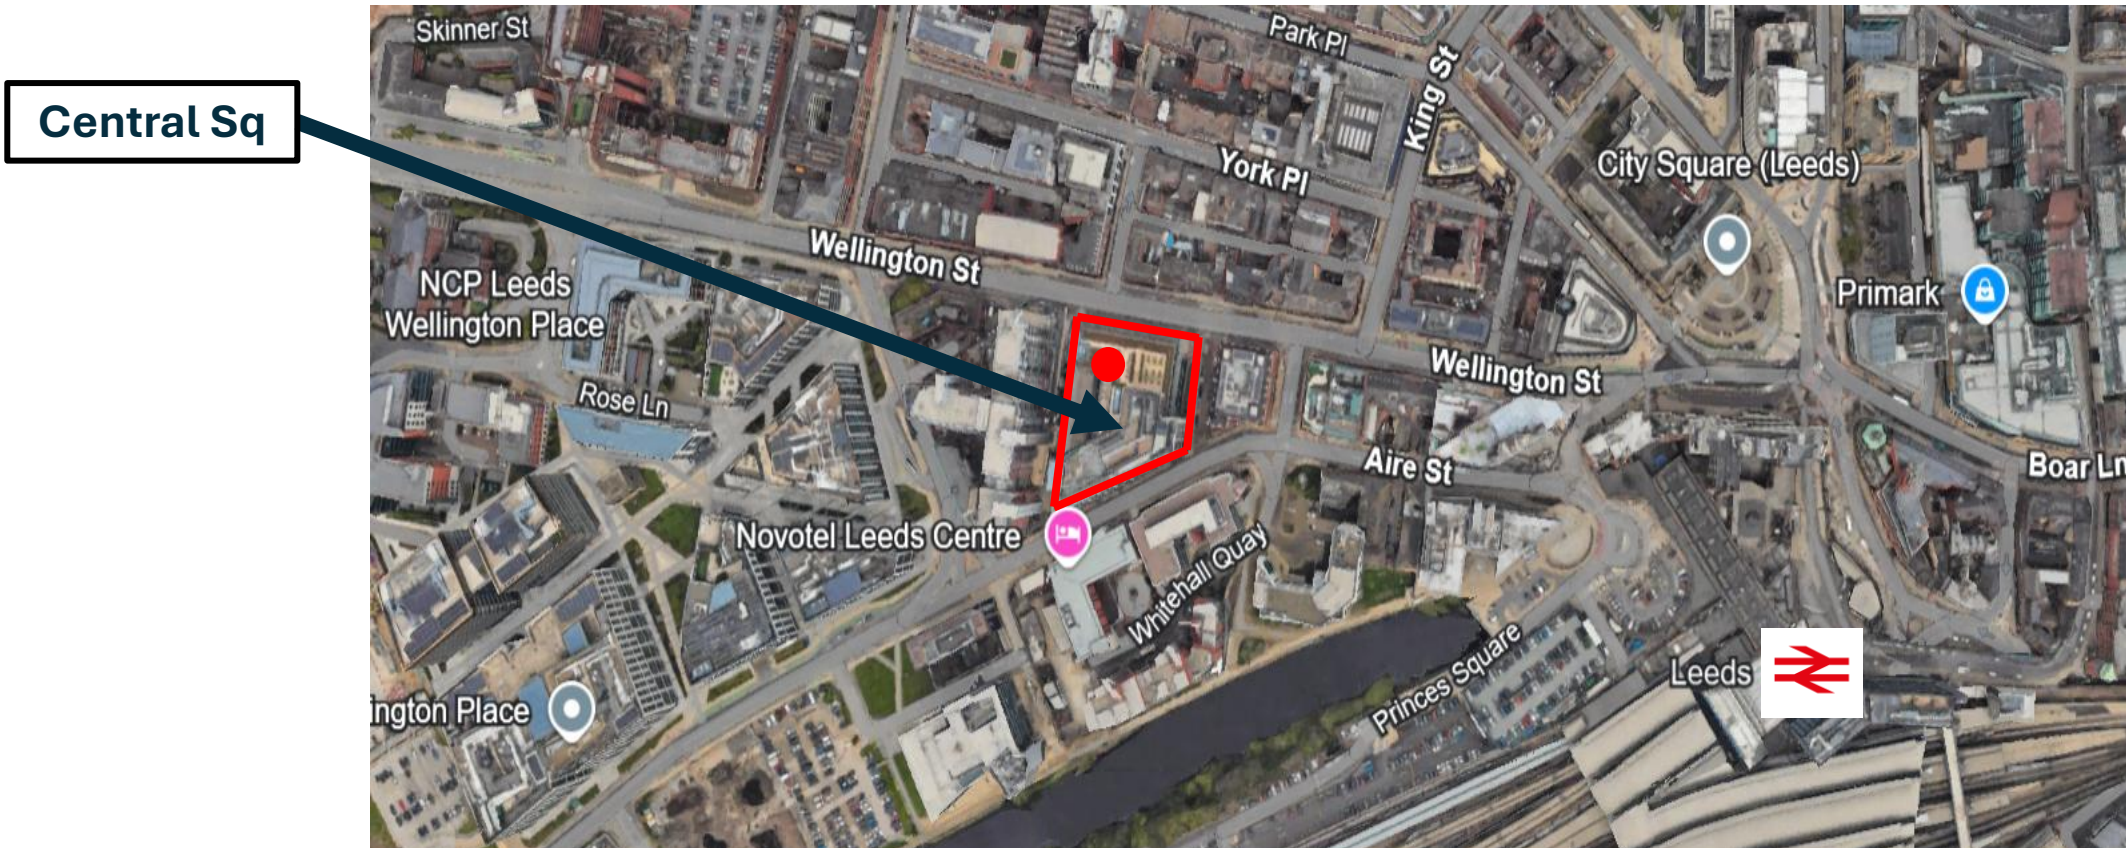 Skinner St
Park Pl
King St
Central Sq
York Pl
City Square (Leeds)
Wellington St
NCP Leeds
Wellington Place
Primark
Wellington St
Rose Ln
Aire St
Boar Ln
Novotel Leeds Centre
Whitehall Quay
Princes Square
Leeds
ington Place